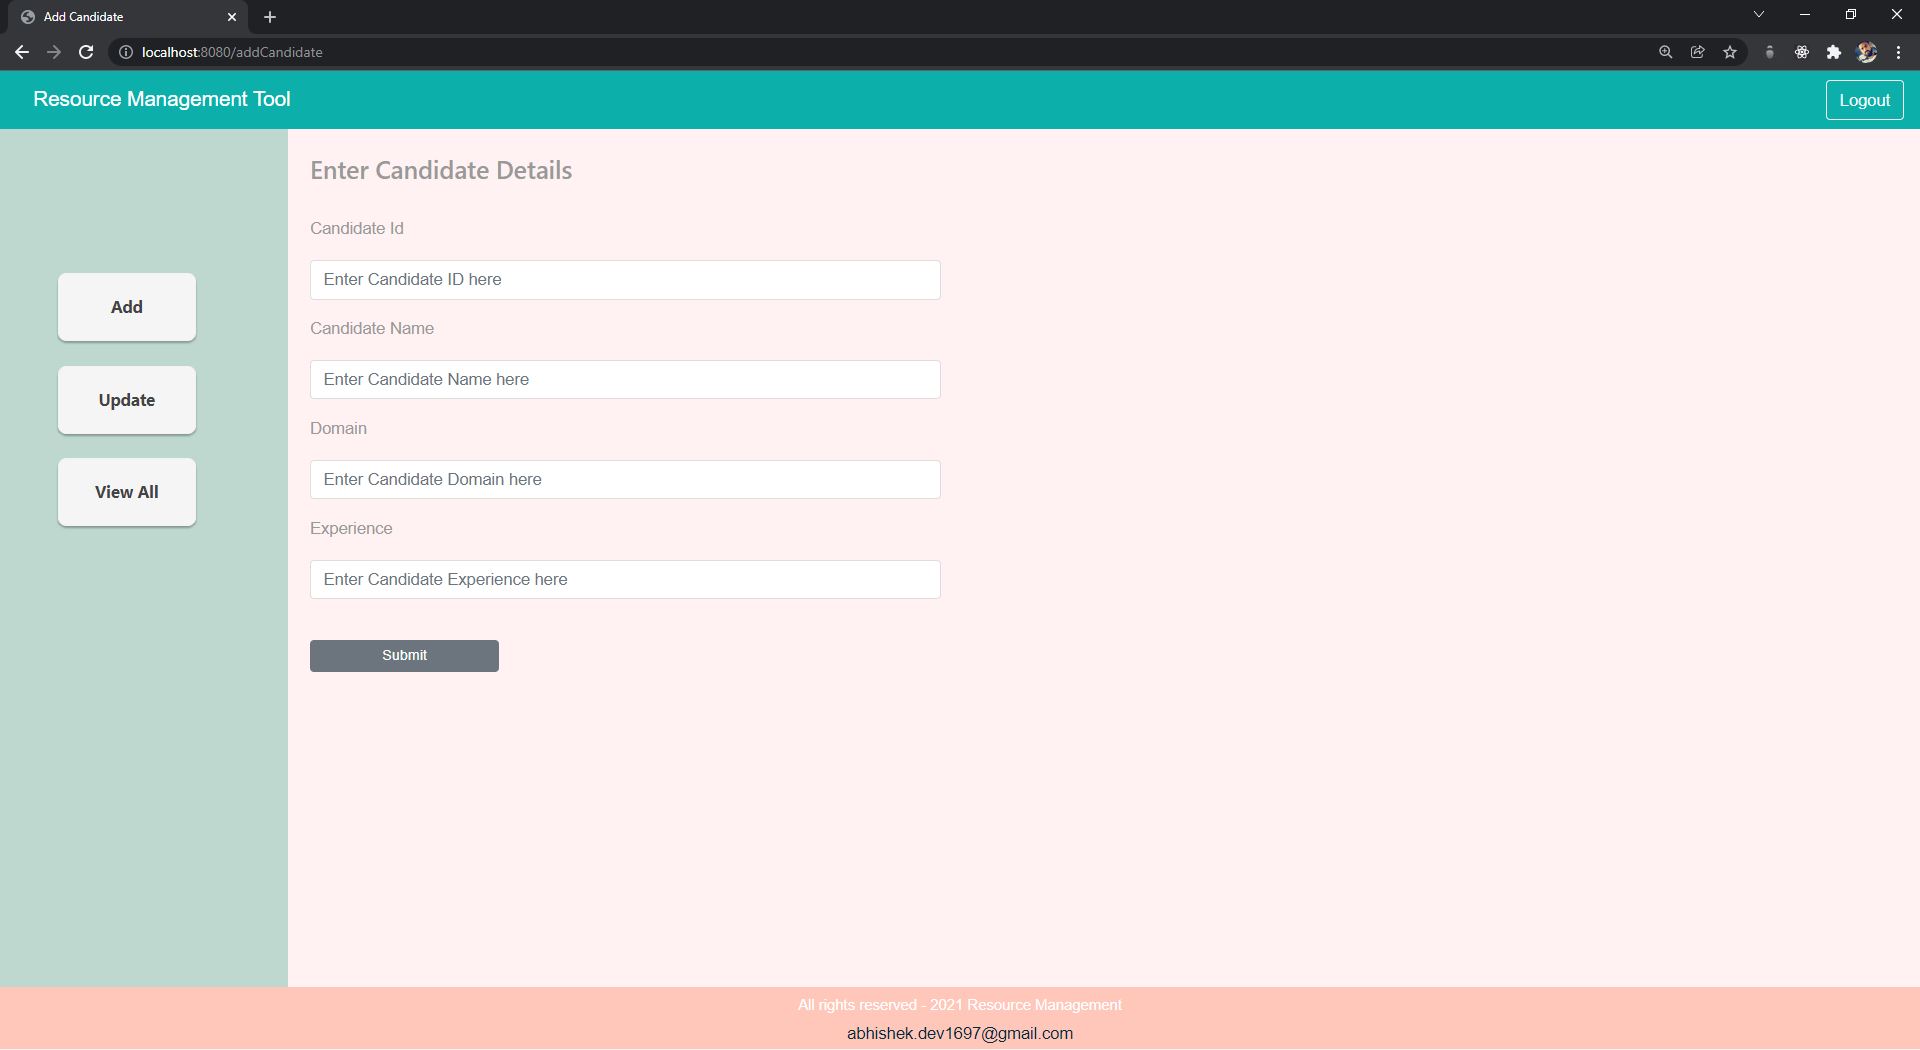 Add Candidate
localhost:8080/addCandidate
Resource Management Tool
Logout
Add
Update
View All
Enter Candidate Details
Candidate Id
Enter Candidate ID here
Candidate Name
Enter Candidate Name here
Domain
Enter Candidate Domain here
Experience
Enter Candidate Experience here
Submit
All rights reserved - 2021 Resource Management
abhishek.dev1697@gmail.com